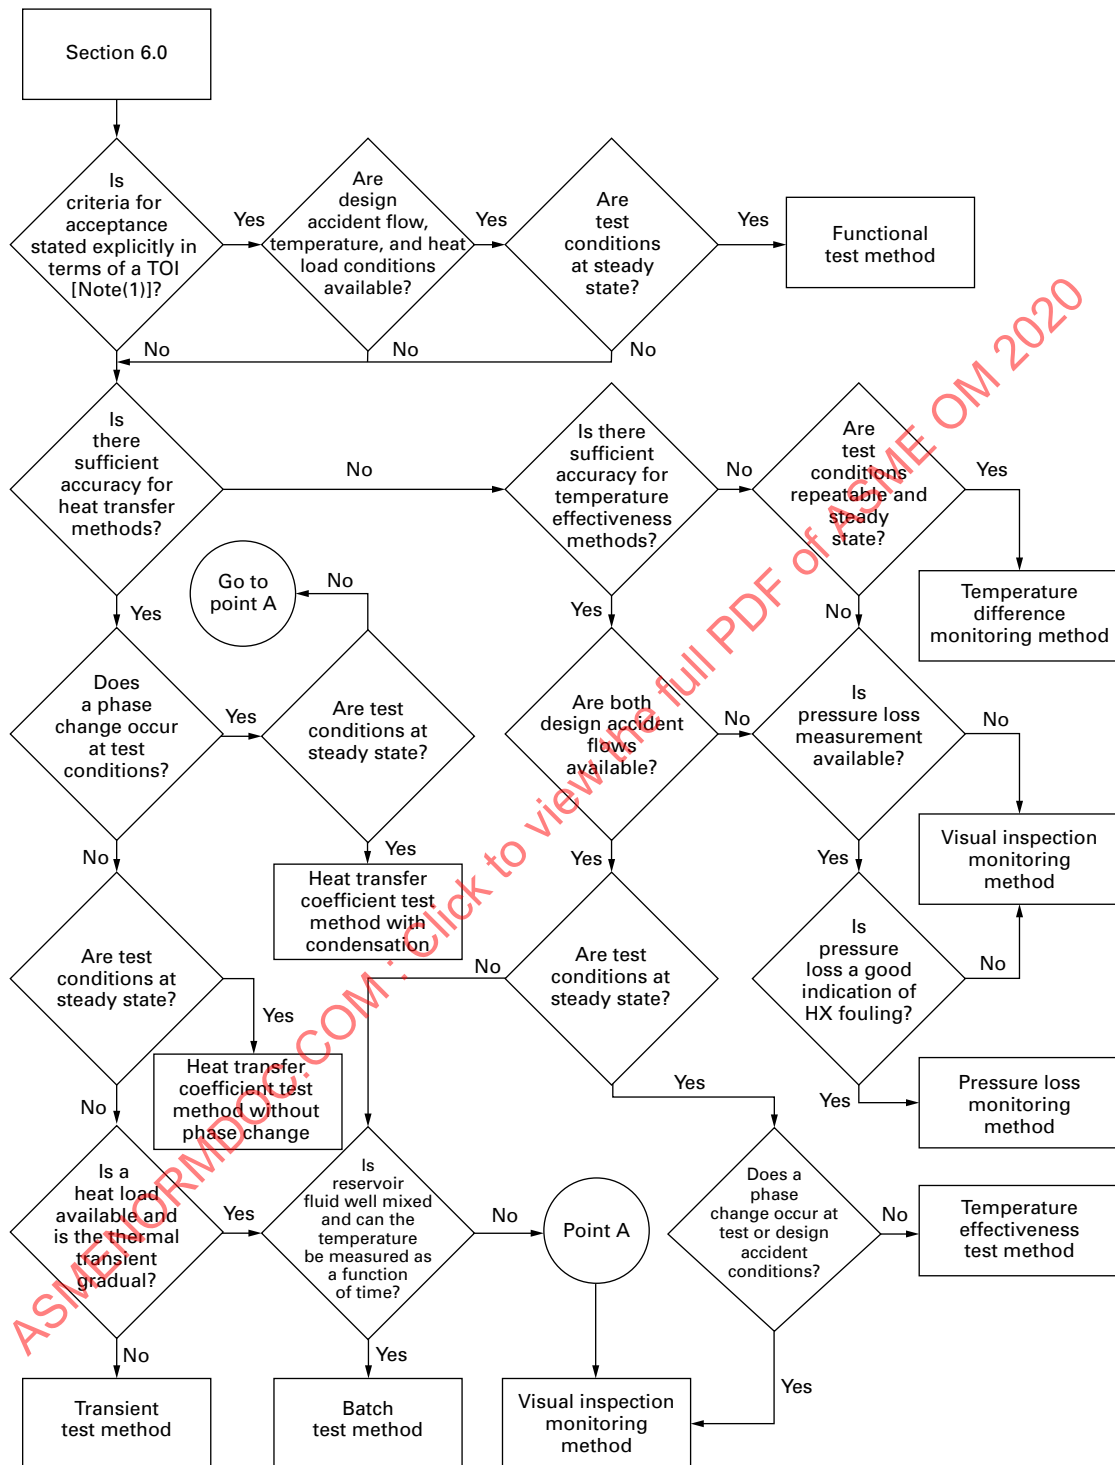 Section 6.0
Is
criteria for
acceptance
stated explicitly in
terms of a TOI
[Note(1)]?
Yes
Are
design
accident flow,
temperature, and heat
load conditions
available?
Yes
Are
test
conditions
at steady
state?
Yes
Functional
test method
No
No
No
Is
there
sufficient
accuracy for
heat transfer
methods?
No
Is there
sufficient
accuracy for
temperature
effectiveness
methods?
No
Are
test
conditions
repeatable and
steady
state?
Yes
Temperature
difference
monitoring method
Yes
Go to
point A
No
Yes
No
Does
a phase
change occur
at test
conditions?
Yes
Are test
conditions at
steady state?
Are both
design accident
flows
available?
No
Is
pressure loss
measurement
available?
No
Visual inspection
monitoring
method
No
Yes
Heat transfer
coefficient test
method with
condensation
Yes
Yes
Are test
conditions at
steady state?
Yes
Heat transfer
coefficient test
method without
phase change
No
Are test
conditions at
steady state?
Yes
Is
pressure
loss a good
indication of
HX fouling?
No
Yes
Pressure loss
monitoring
method
No
Is a
heat load
available and
is the thermal
transient
gradual?
Yes
Is
reservoir
fluid well mixed
and can the
temperature
be measured as
a function
of time?
No
Point A
Does a
phase
change occur at
test or design
accident
conditions?
No
Temperature
effectiveness
test method
No
Transient
test method
Yes
Batch
test method
Visual inspection
monitoring
method
Yes
ASMENORMDOC.COM : Click to view the full PDF of ASME OM 2020